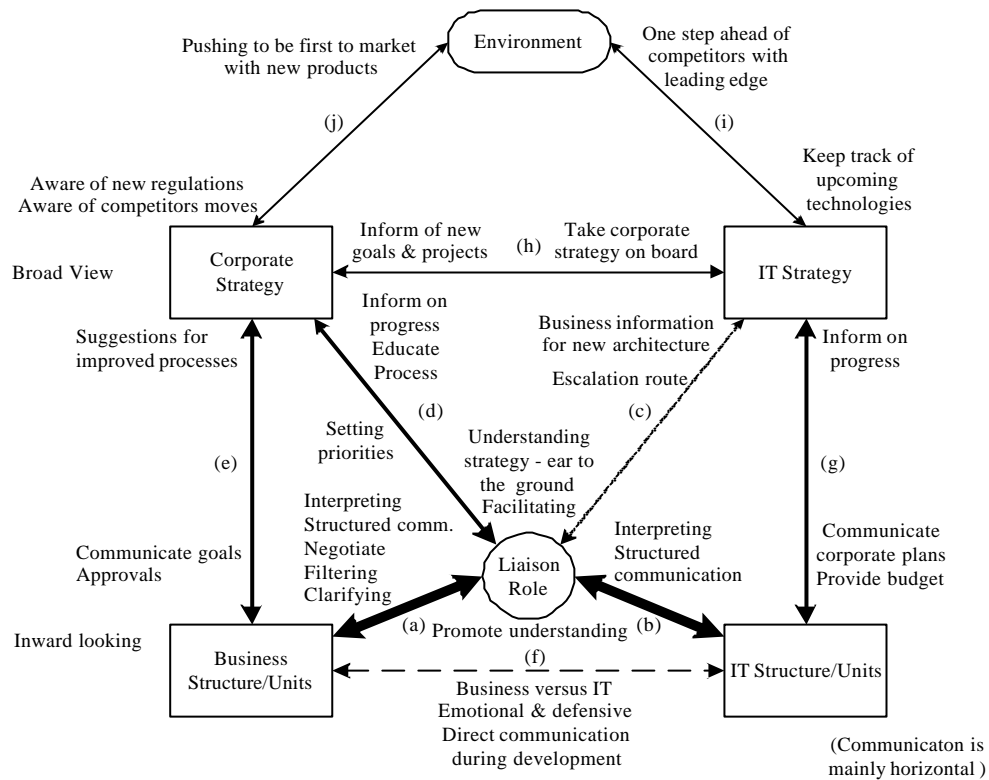 Pushing to be first to market
with new products
Environment
One step ahead of
competitors with
leading edge
(j)
(i)
Aware of new regulations
Aware of competitors moves
Keep track of
upcoming
technologies
Broad View
Corporate
Strategy
Inform of new
goals & projects
(h)
Take corporate
strategy on board
IT Strategy
Suggestions for
improved processes
Inform on
progress
Educate
Process
Business information
for new architecture
Escalation route
Inform on
progress
(d)
(c)
(e)
Setting
priorities
Understanding
strategy - ear to
the ground
Facilitating
(g)
Interpreting
Structured comm.
Negotiate
Filtering
Clarifying
Liaison
Role
Interpreting
Structured
communication
Communicate goals
Approvals
Communicate
corporate plans
Provide budget
Inward looking
(a)
Promote understanding
(b)
Business
Structure/Units
(f)
IT Structure/Units
Business versus IT
Emotional & defensive
Direct communication
during development
(Communicaton is
mainly horizontal )